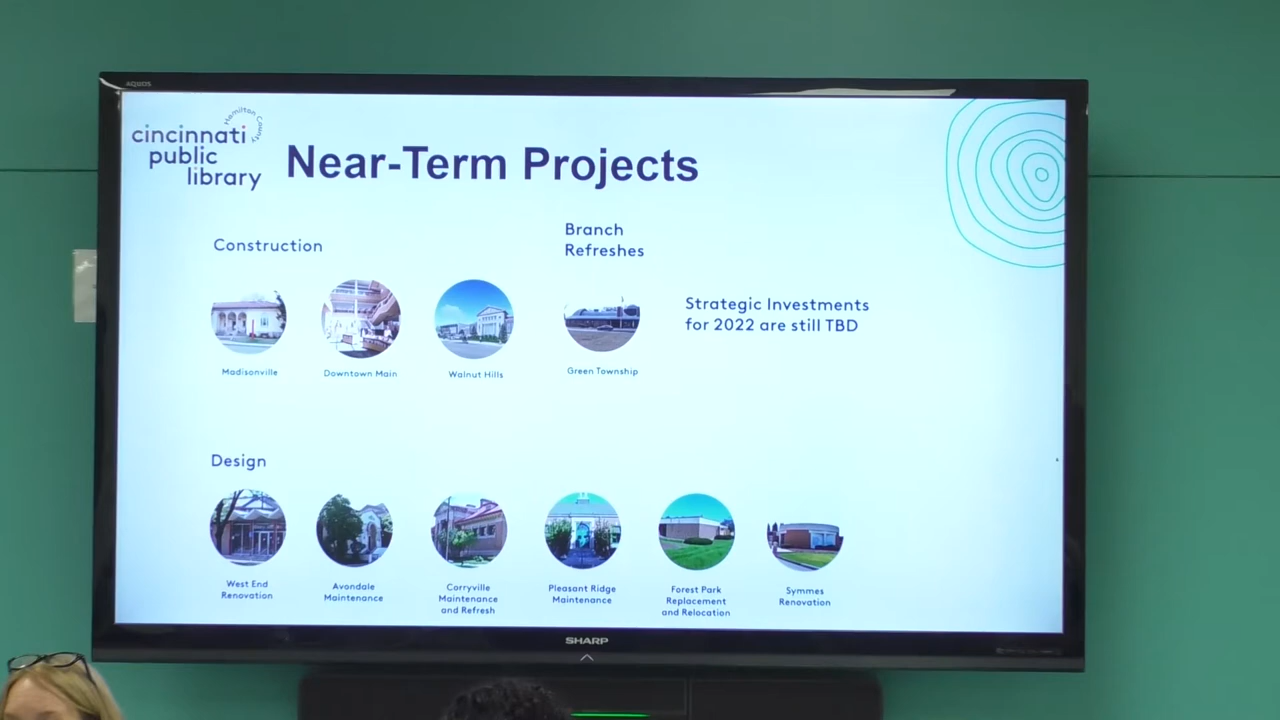 AQUOS
Hamilton County
cincinnati
public
library
Near-Term Projects
Construction
Branch
Refreshes
Madisonville
Downtown Main
Walnut Hills
Green Township
Strategic Investments
for 2022 are still TBD
Design
West End
Renovation
Avondale
Maintenance
Corryville
Maintenance
and Refresh
Pleasant Ridge
Maintenance
Forest Park
Replacement
and Relocation
Symmes
Renovation
SHARP